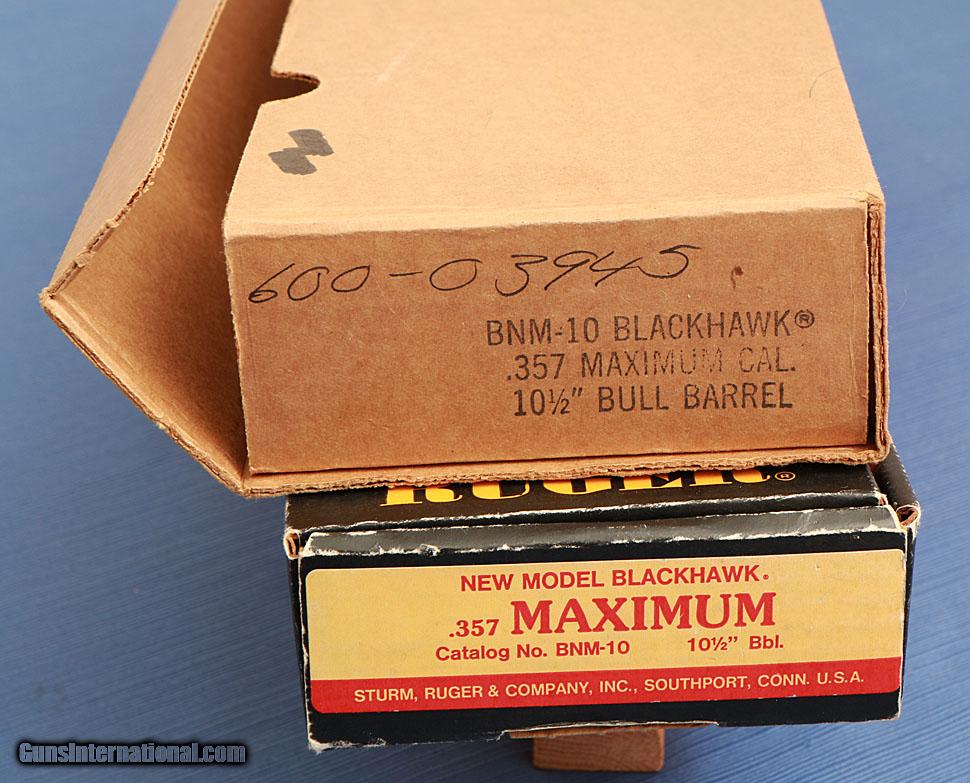 600-03945
BNM-10 BLACKHAWK®
.357 MAXIMUM CAL.
10½" BULL BARREL
RUGER®
NEW MODEL BLACKHAWK®
.357 MAXIMUM
Catalog No. BNM-10 10½" Bbl.
STURM, RUGER & COMPANY, INC., SOUTHPORT, CONN. U.S.A.
GunsInternational.com